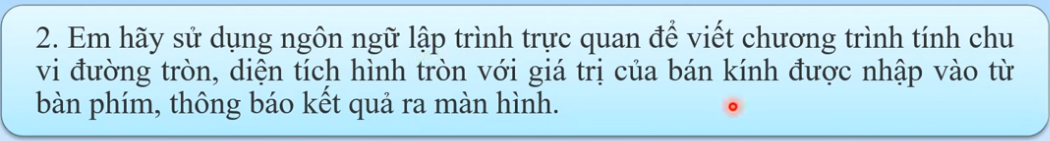 2. Em hãy sử dụng ngôn ngữ lập trình trực quan để viết chương trình tính chu
vi đường tròn, diện tích hình tròn với giá trị của bán kính được nhập vào từ
bàn phím, thông báo kết quả ra màn hình.